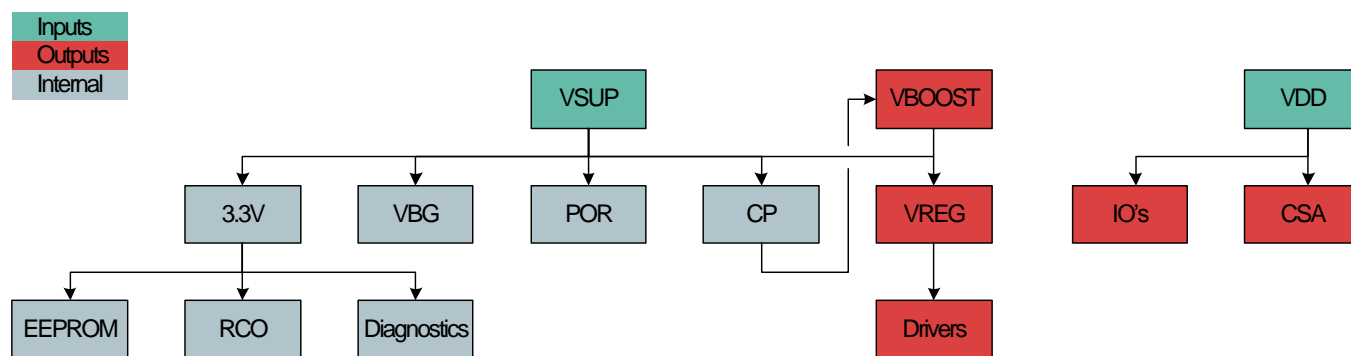 Inputs
Outputs
Internal
VSUP
VBOOST
VDD
3.3V
VBG
POR
CP
VREG
IO's
CSA
EEPROM
RCO
Diagnostics
Drivers